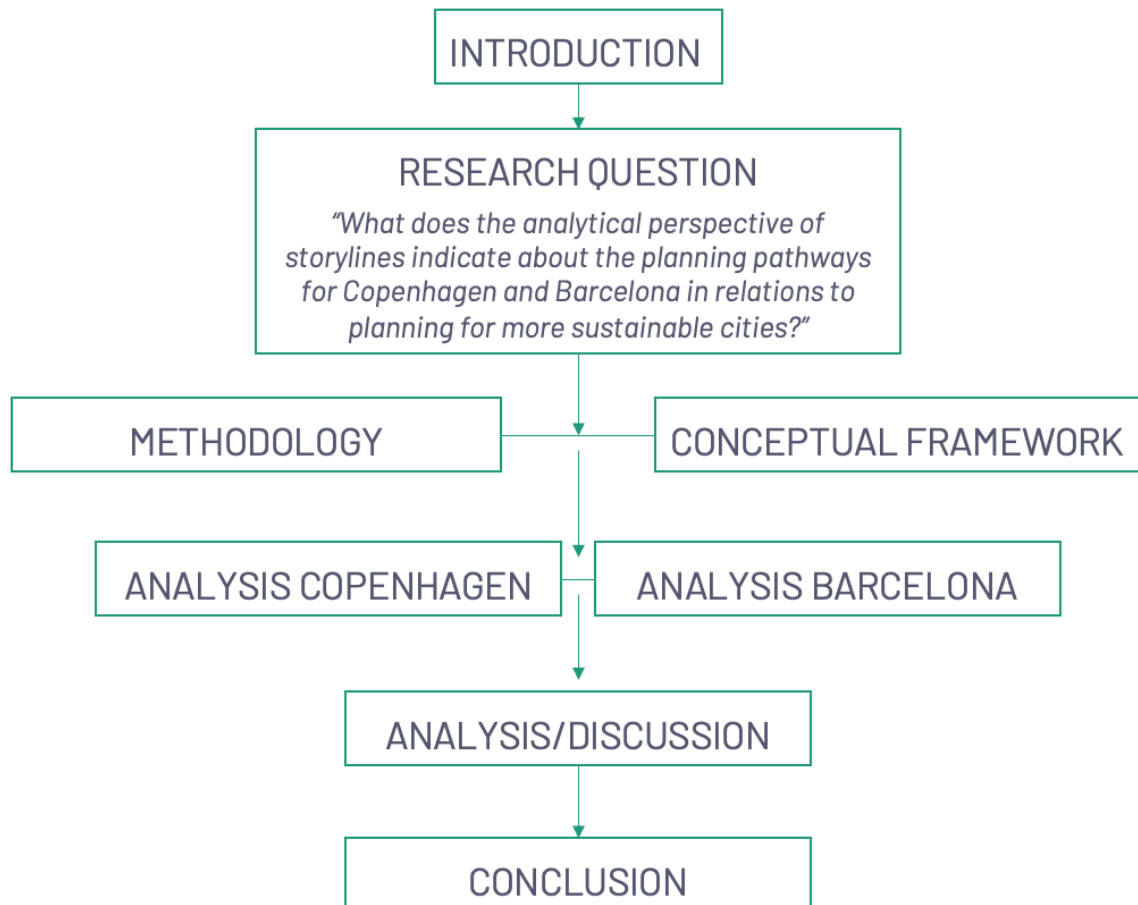 INTRODUCTION
RESEARCH QUESTION
“What does the analytical perspective of
storylines indicate about the planning pathways
for Copenhagen and Barcelona in relations to
planning for more sustainable cities?”
METHODOLOGY
CONCEPTUAL FRAMEWORK
ANALYSIS COPENHAGEN
ANALYSIS BARCELONA
ANALYSIS/DISCUSSION
CONCLUSION